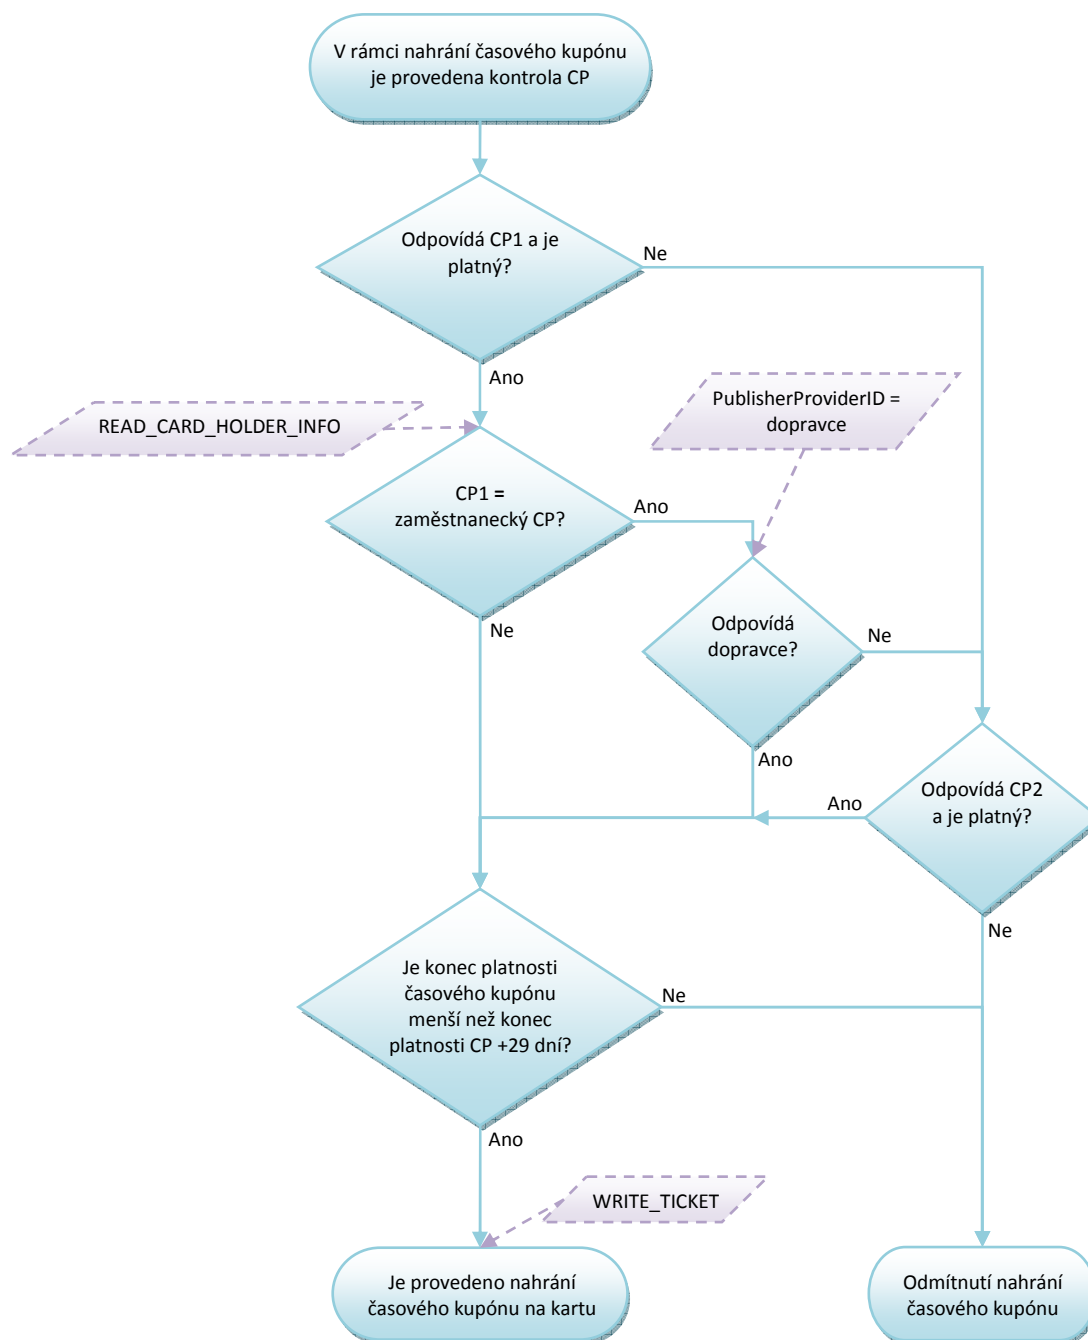 V rámci nahrání časového kupónu
je provedena kontrola CP
Odpovídá CP1 a je
platný?
Ne
Ano
PublisherProviderID =
dopravce
READ_CARD_HOLDER_INFO
CP1 =
zaměstnanecký CP?
Ano
Ne
Odpovídá
dopravce?
Ne
Ano
Odpovídá CP2
a je platný?
Ano
Ne
Je konec platnosti
časového kupónu
menší než konec
platnosti CP +29 dní?
Ne
Ano
WRITE_TICKET
Je provedeno nahrání
časového kupónu na kartu
Odmítnutí nahrání
časového kupónu